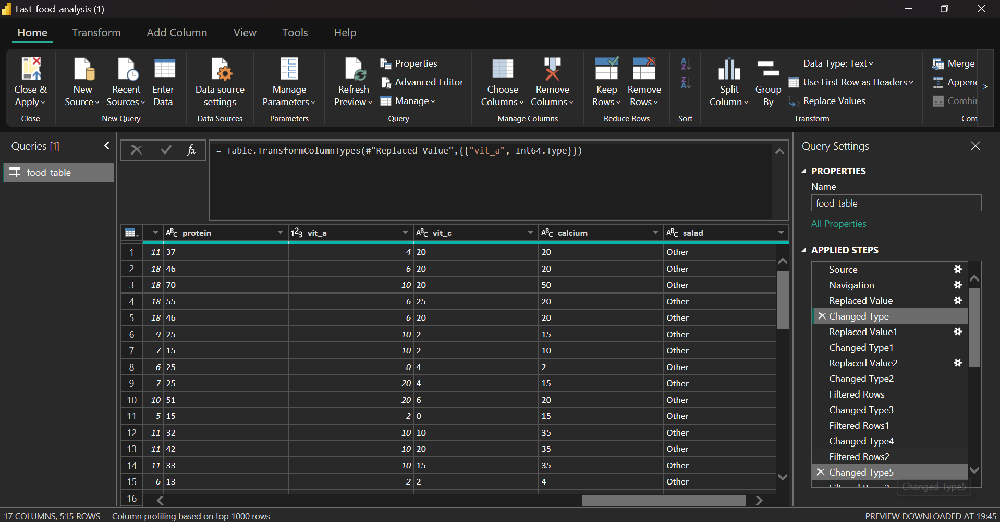 Fast_food_analysis (1)
Home Transform Add Column View Tools Help
Close & Apply
Close
New Source
Recent Sources
Enter Data
New Query
Data source settings
Data Sources
Manage Parameters
Parameters
Refresh Preview
Properties
Advanced Editor
Manage
Query
Choose Columns
Remove Columns
Manage Columns
Keep Rows
Remove Rows
Reduce Rows
Sort
Split Column
Group By
Data Type: Text
Use First Row as Headers
Replace Values
Transform
Merge
Appen
Combi
Com
Queries [1]
food_table
fx
= Table.TransformColumnTypes(#"Replaced Value",{{"vit_a", Int64.Type}})
ABC protein 123 vit_a ABC vit_c ABC calcium ABC salad
1 11 37 4 20 20 Other
2 18 46 6 20 20 Other
3 18 70 10 20 50 Other
4 18 55 6 25 20 Other
5 18 46 6 20 20 Other
6 9 25 10 2 15 Other
7 7 15 10 2 10 Other
8 6 25 0 4 2 Other
9 7 25 20 4 15 Other
10 10 51 20 6 20 Other
11 5 15 2 0 15 Other
12 11 32 10 10 35 Other
13 11 42 10 20 35 Other
14 11 33 10 15 35 Other
15 6 13 2 2 4 Other
16
Query Settings
PROPERTIES
Name
food_table
All Properties
APPLIED STEPS
Source
Navigation
Replaced Value
Changed Type
Replaced Value1
Changed Type1
Replaced Value2
Changed Type2
Filtered Rows
Changed Type3
Filtered Rows1
Changed Type4
Filtered Rows2
Changed Type5
Changed Type5
17 COLUMNS, 515 ROWS Column profiling based on top 1000 rows
PREVIEW DOWNLOADED AT 19:45